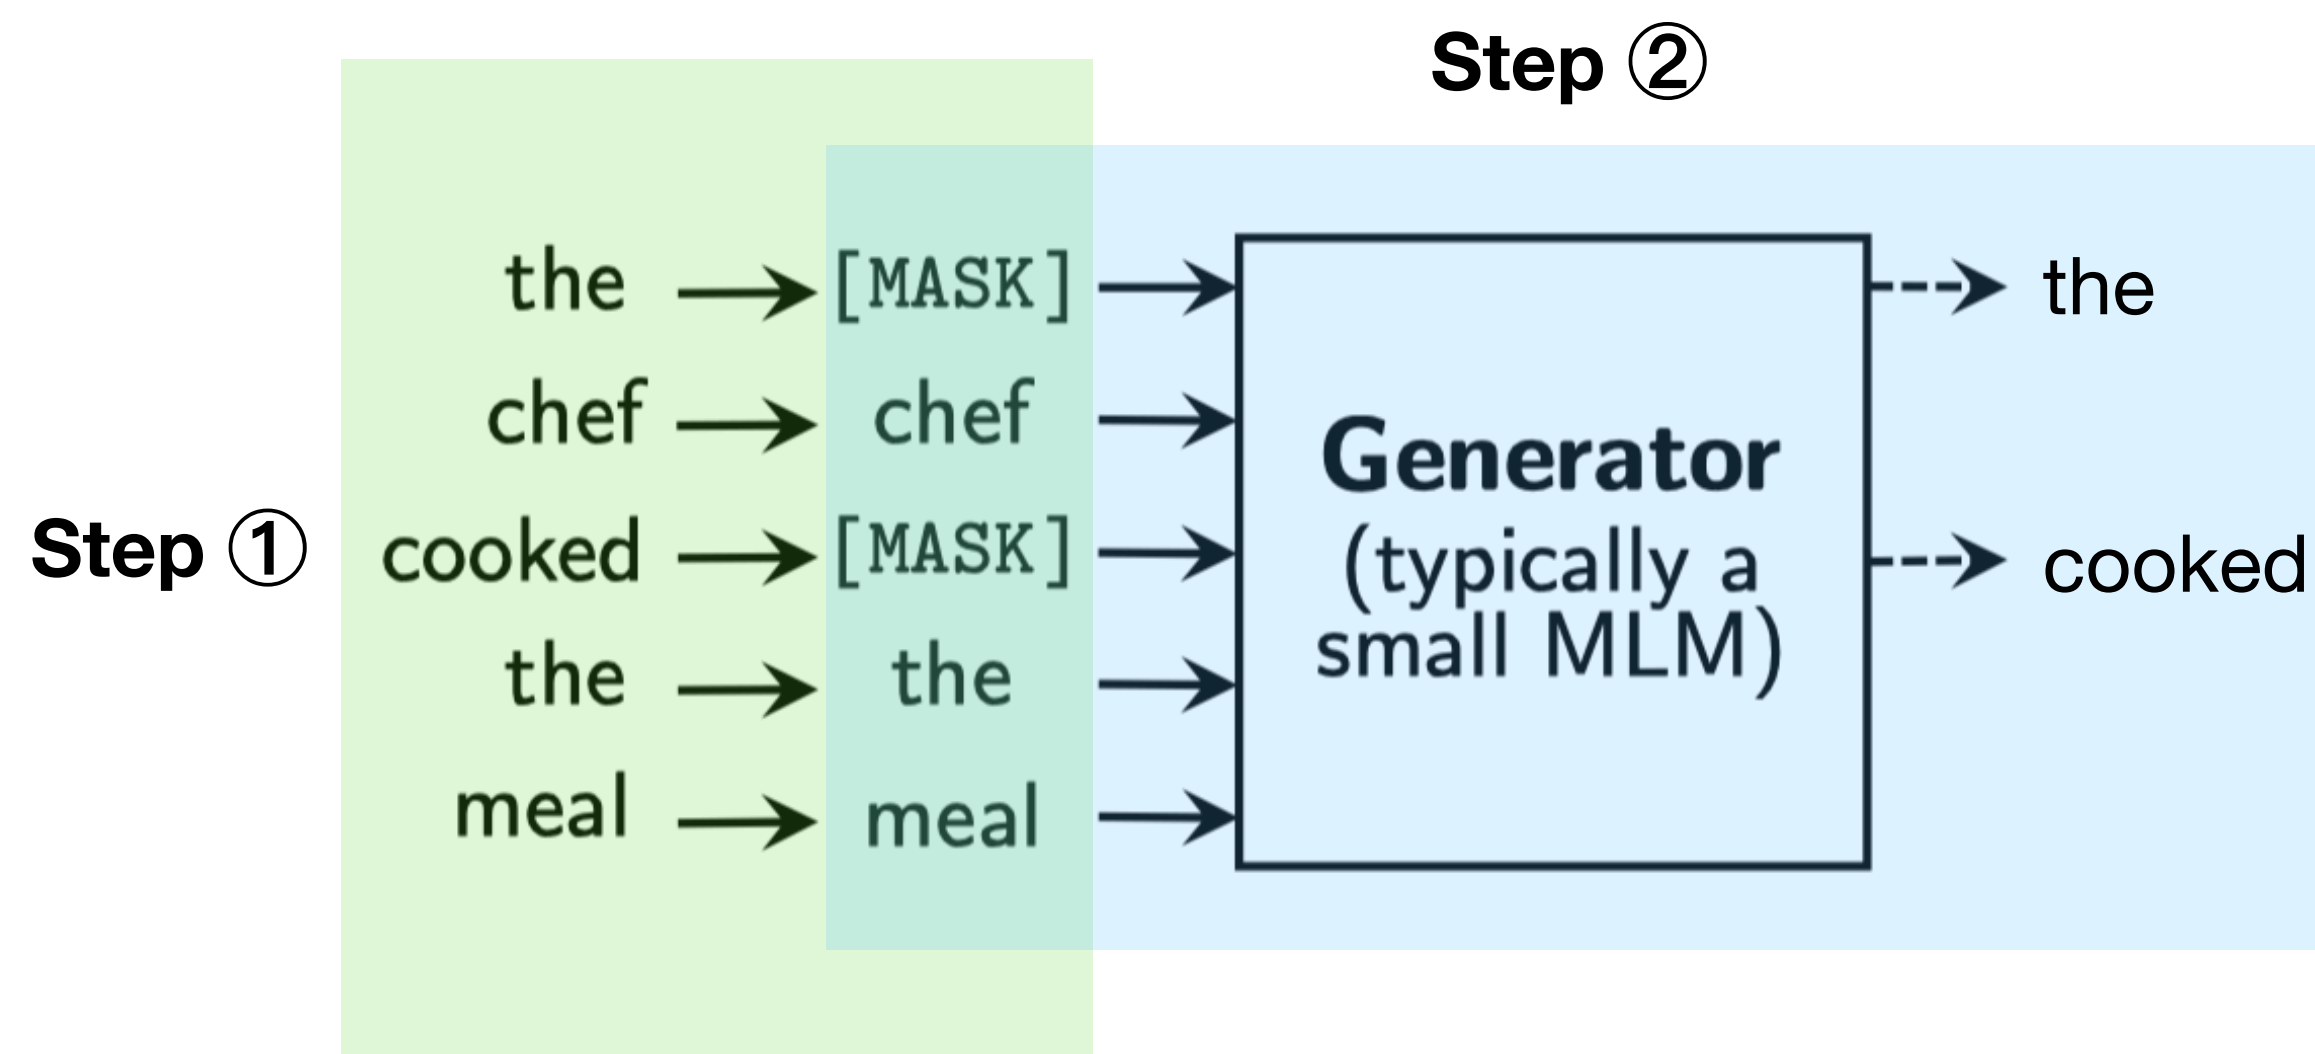 Step ②
the [MASK] the
chef chef
Generator
Step ① cooked [MASK] (typically a cooked
small MLM)
the the
meal meal